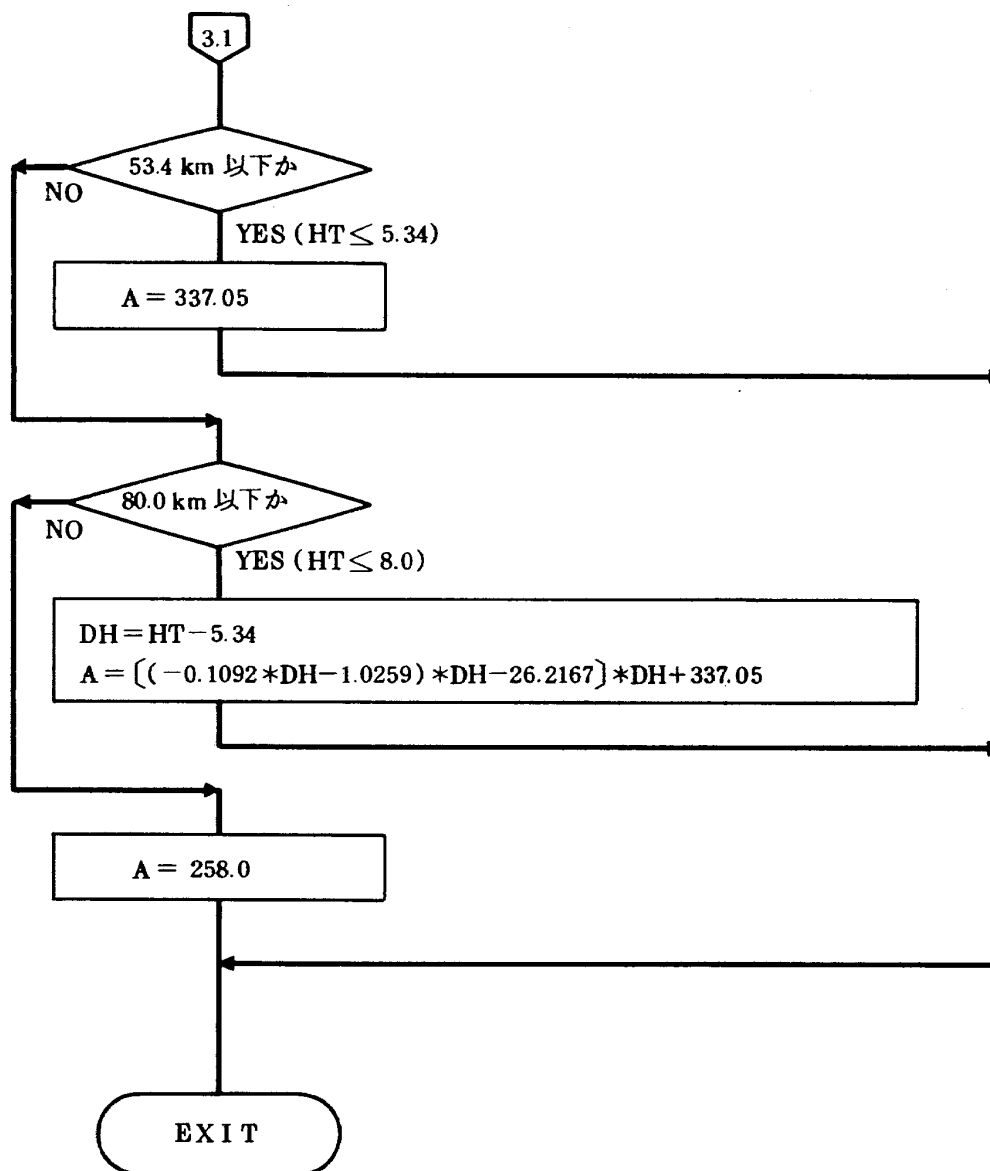 3.1
53.4 km 以下か
NO
YES (HT≦5.34)
A = 337.05
80.0 km 以下か
NO
YES (HT≦8.0)
DH=HT-5.34
A=〔(-0.1092*DH-1.0259)*DH-26.2167〕*DH+337.05
A = 258.0
EXIT